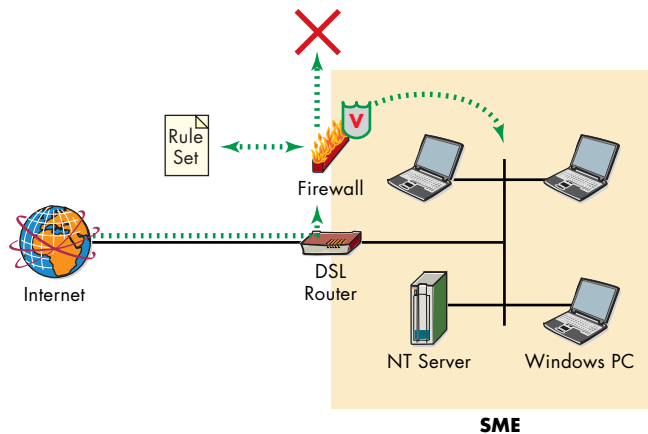 V
Rule
Set
Firewall
Internet
DSL
Router
NT Server
Windows PC
SME